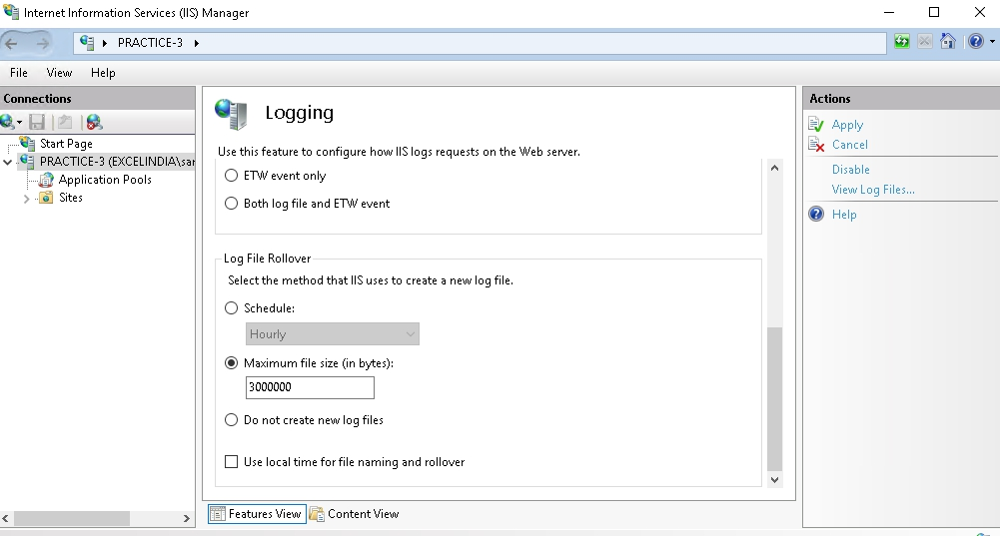 Internet Information Services (IIS) Manager
PRACTICE-3
File View Help
Connections
Start Page
PRACTICE-3 (EXCELINDIA\sar
Application Pools
Sites
Logging
Use this feature to configure how IIS logs requests on the Web server.
ETW event only
Both log file and ETW event
Log File Rollover
Select the method that IIS uses to create a new log file.
Schedule:
Hourly
Maximum file size (in bytes):
3000000
Do not create new log files
Use local time for file naming and rollover
Features View Content View
Actions
Apply
Cancel
Disable
View Log Files...
Help